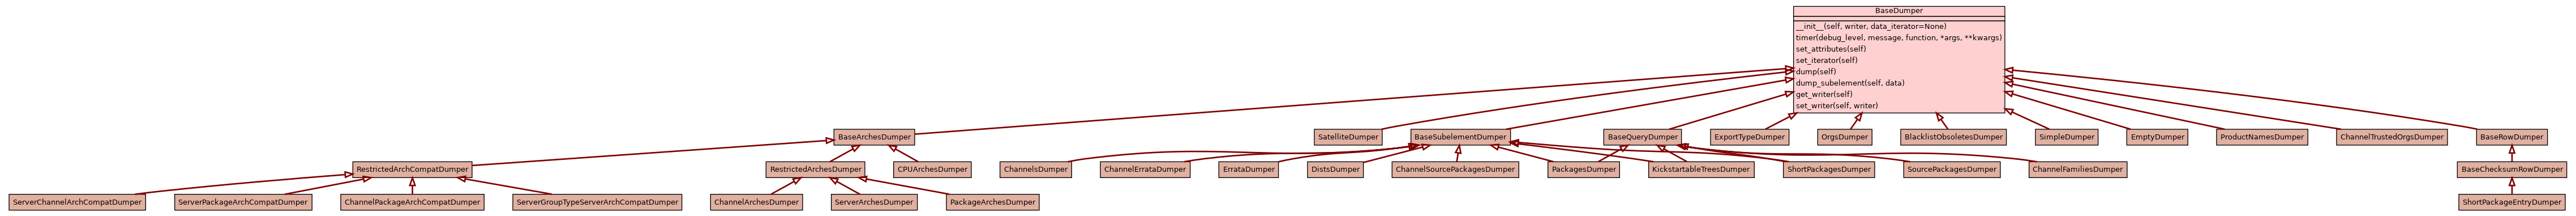 BaseDumper
__init__(self, writer, data_iterator=None)
timer(debug_level, message, function, *args, **kwargs)
set_attributes(self)
set_iterator(self)
dump(self)
dump_subelement(self, data)
get_writer(self)
set_writer(self, writer)
BaseArchesDumper
SatelliteDumper
BaseSubelementDumper
BaseQueryDumper
ExportTypeDumper
OrgsDumper
BlacklistObsoletesDumper
SimpleDumper
EmptyDumper
ProductNamesDumper
ChannelTrustedOrgsDumper
BaseRowDumper
RestrictedArchCompatDumper
RestrictedArchesDumper
CPUArchesDumper
ChannelsDumper
ChannelErrataDumper
ErrataDumper
DistsDumper
ChannelSourcePackagesDumper
PackagesDumper
KickstartableTreesDumper
ShortPackagesDumper
SourcePackagesDumper
ChannelFamiliesDumper
BaseChecksumRowDumper
ServerChannelArchCompatDumper
ServerPackageArchCompatDumper
ChannelPackageArchCompatDumper
ServerGroupTypeServerArchCompatDumper
ChannelArchesDumper
ServerArchesDumper
PackageArchesDumper
ShortPackageEntryDumper